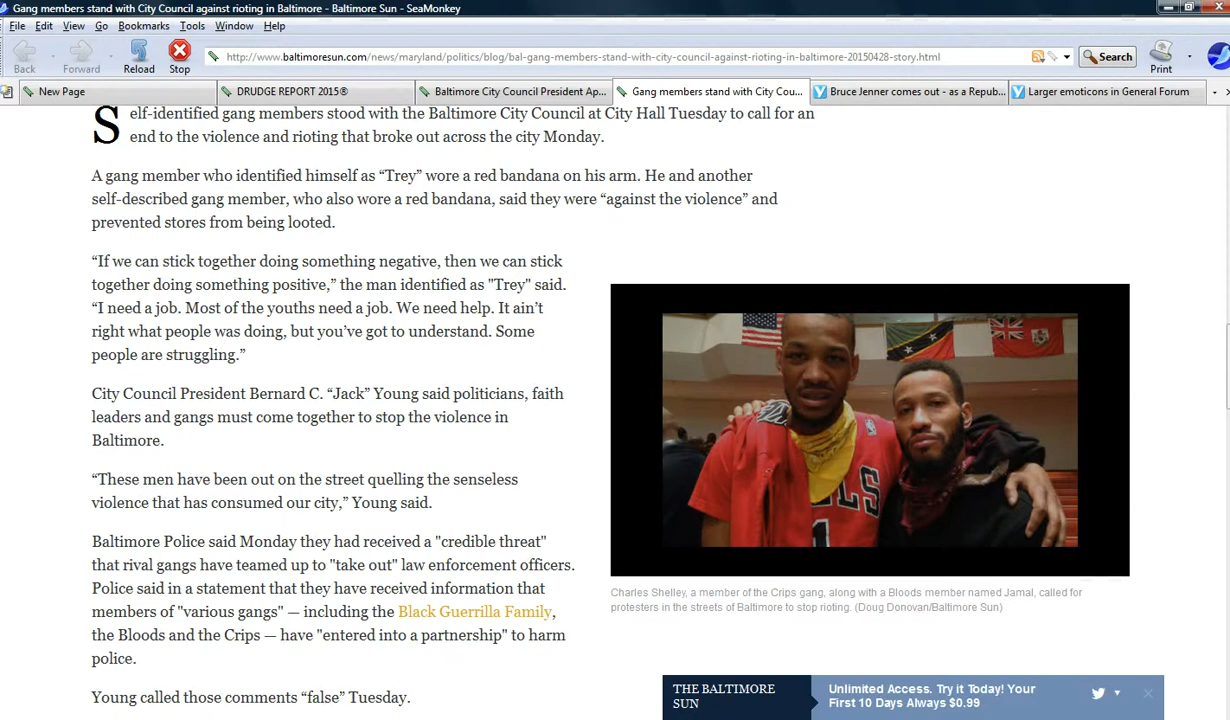 Gang members stand with City Council against rioting in Baltimore - Baltimore Sun - SeaMonkey
File Edit View Go Bookmarks Tools Window Help
Back Forward Reload Stop http://www.baltimoresun.com/news/maryland/politics/blog/bal-gang-members-stand-with-city-council-against-rioting-in-baltimore-20150428-story.html Search Print
New Page DRUDGE REPORT 2015® Baltimore City Council President Ap... Gang members stand with City Cou... Bruce Jenner comes out - as a Repub... Larger emoticons in General Forum
Self-identified gang members stood with the Baltimore City Council at City Hall Tuesday to call for an
end to the violence and rioting that broke out across the city Monday.
A gang member who identified himself as “Trey” wore a red bandana on his arm. He and another
self-described gang member, who also wore a red bandana, said they were “against the violence” and
prevented stores from being looted.
“If we can stick together doing something negative, then we can stick
together doing something positive,” the man identified as "Trey" said.
“I need a job. Most of the youths need a job. We need help. It ain’t
right what people was doing, but you’ve got to understand. Some
people are struggling.”
City Council President Bernard C. “Jack” Young said politicians, faith
leaders and gangs must come together to stop the violence in
Baltimore.
“These men have been out on the street quelling the senseless
violence that has consumed our city,” Young said.
Baltimore Police said Monday they had received a "credible threat"
that rival gangs have teamed up to "take out" law enforcement officers.
Police said in a statement that they have received information that
members of "various gangs" — including the Black Guerrilla Family,
the Bloods and the Crips — have "entered into a partnership" to harm
police.
Young called those comments “false” Tuesday.
LLS
1
Charles Shelley, a member of the Crips gang, along with a Bloods member named Jamal, called for
protesters in the streets of Baltimore to stop rioting. (Doug Donovan/Baltimore Sun)
THE BALTIMORE
SUN
Unlimited Access. Try it Today! Your
First 10 Days Always $0.99